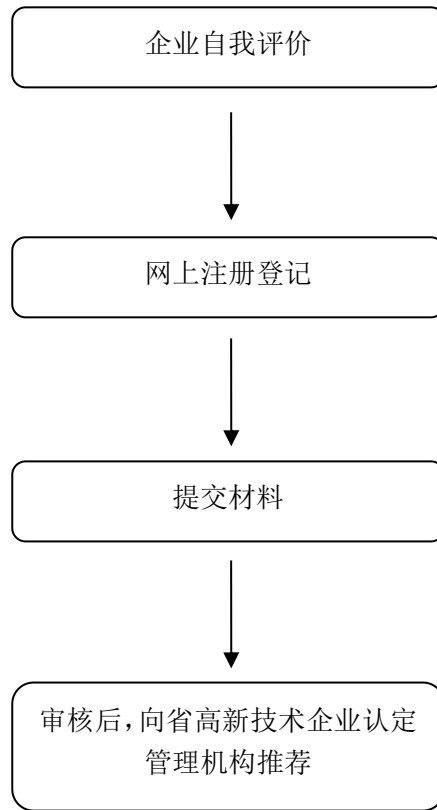 企业自我评价
网上注册登记
提交材料
审核后，向省高新技术企业认定
管理机构推荐